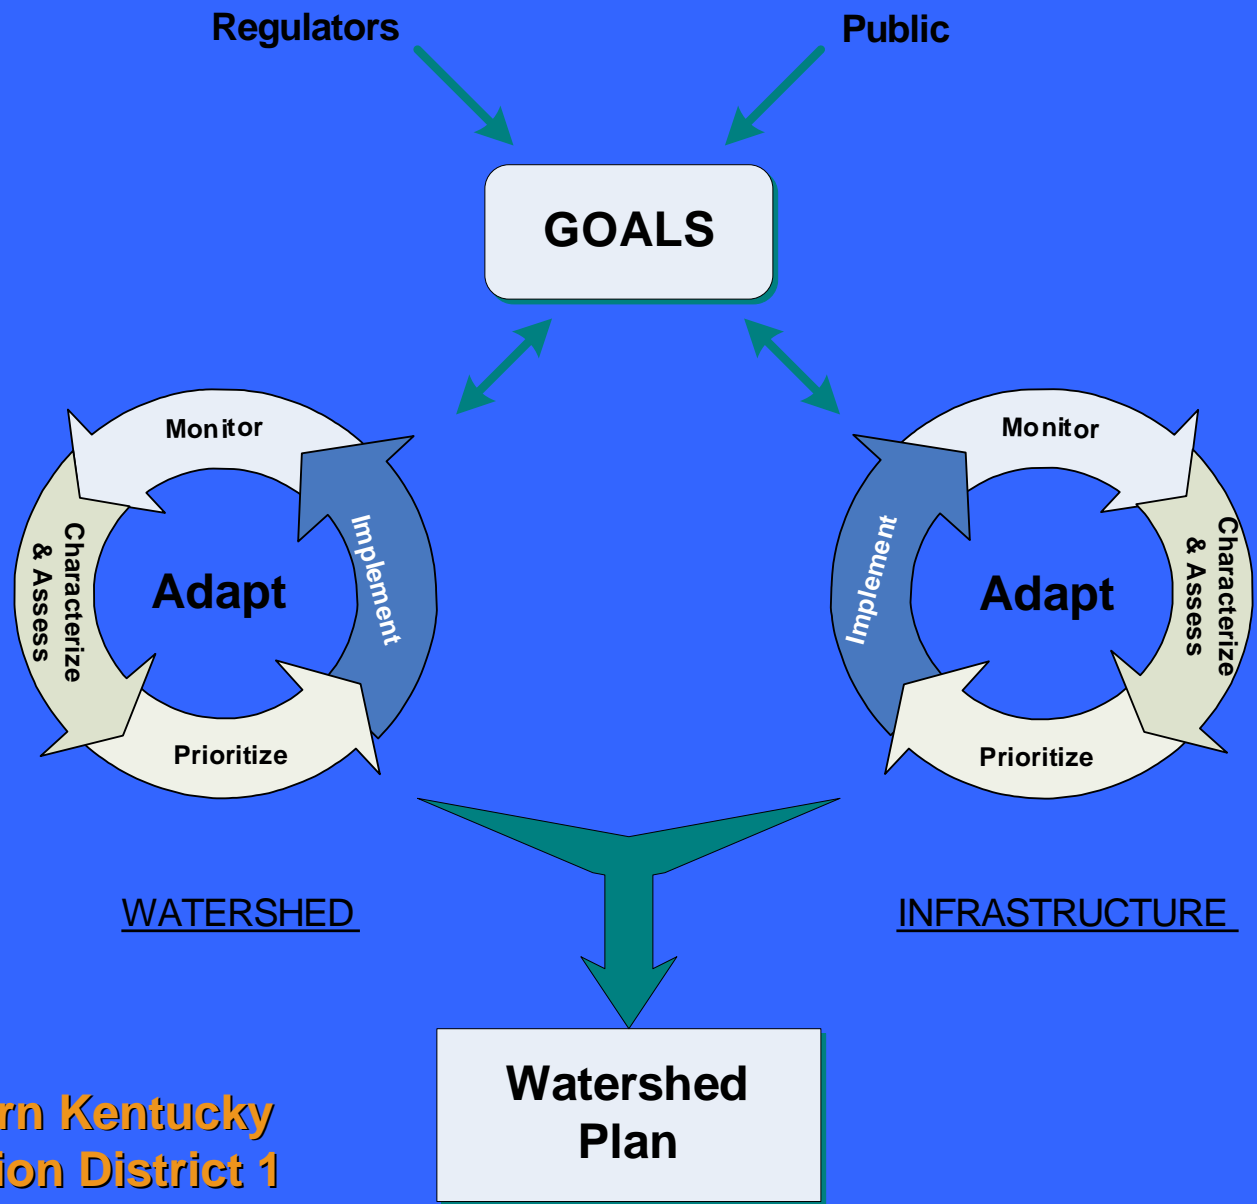 Regulators
Public
GOALS
Monitor
Characterize
& Assess
Adapt
Implement
Prioritize
Monitor
Implement
Adapt
Characterize
& Assess
Prioritize
WATERSHED
INFRASTRUCTURE
Watershed
Plan
rn Kentucky
ion District 1